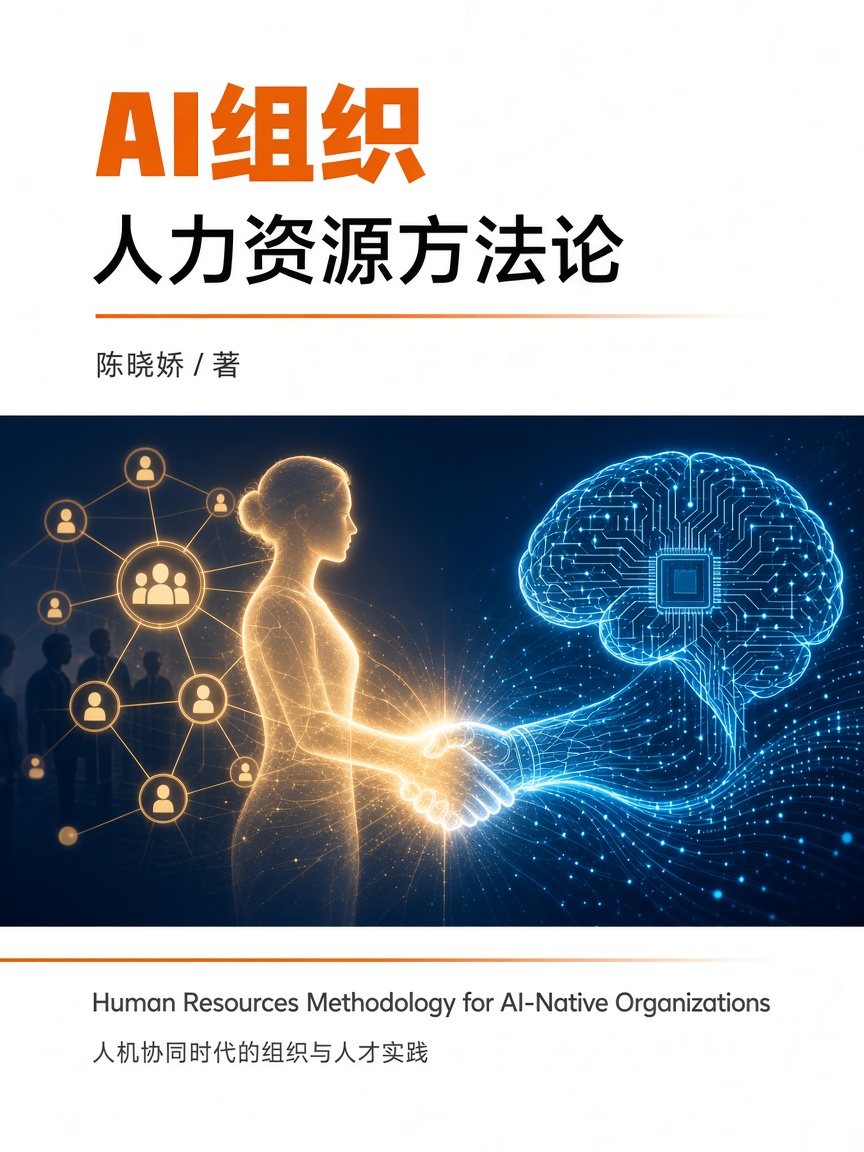 AI组织
人力资源方法论
陈晓娇 / 著
Human Resources Methodology for AI-Native Organizations
人机协同时代的组织与人才实践